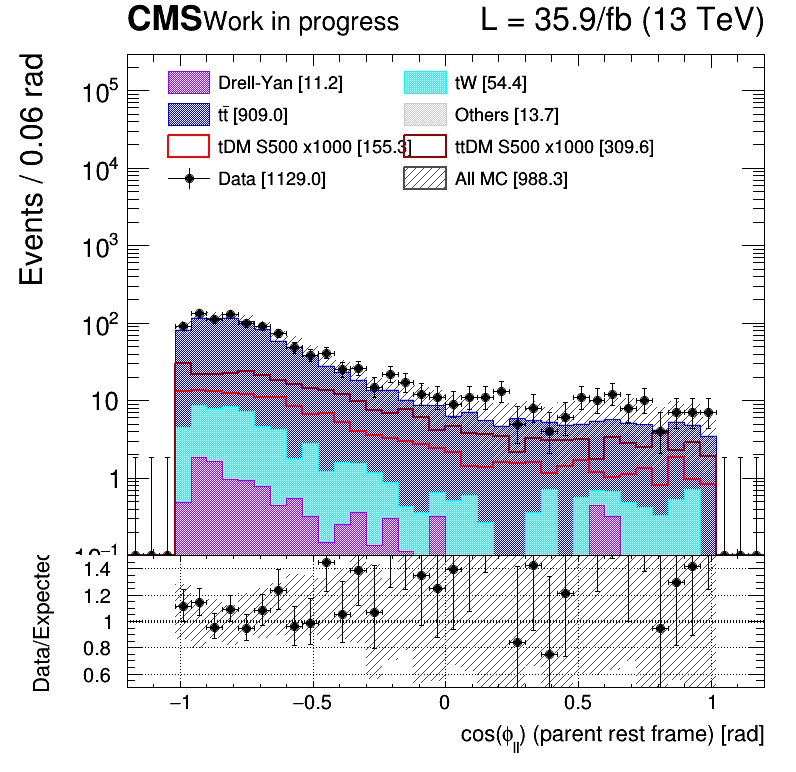 CMS Work in progress L = 35.9/fb (13 TeV)
Events / 0.06 rad
Drell-Yan [11.2] tW [54.4]
tt̄ [909.0] Others [13.7]
tDM S500 x1000 [155.3] ttDM S500 x1000 [309.6]
Data [1129.0] All MC [988.3]
10⁵
10⁴
10³
10²
10
1
10⁻¹
Data/Expected
1.4
1.2
1
0.8
0.6
−1 −0.5 0 0.5 1
cos(ϕ_ll) (parent rest frame) [rad]